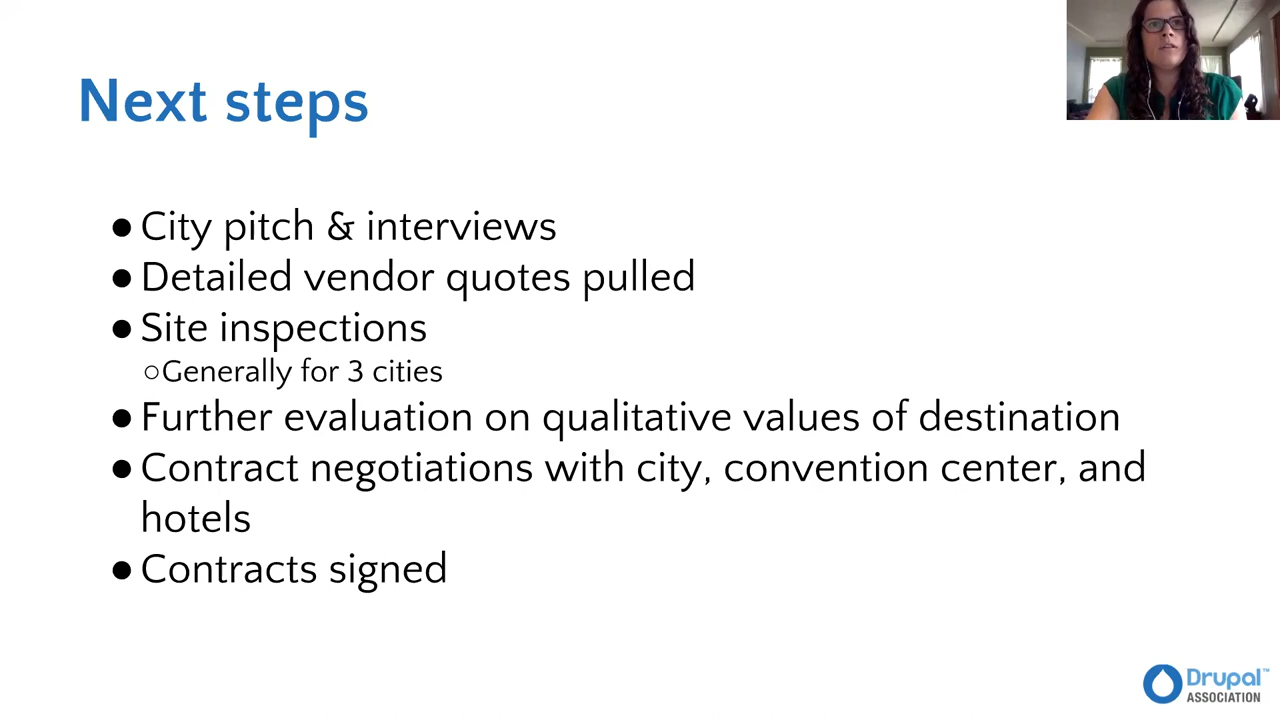 Next steps
● City pitch & interviews
● Detailed vendor quotes pulled
● Site inspections
○Generally for 3 cities
● Further evaluation on qualitative values of destination
● Contract negotiations with city, convention center, and
hotels
● Contracts signed
Drupal™
ASSOCIATION